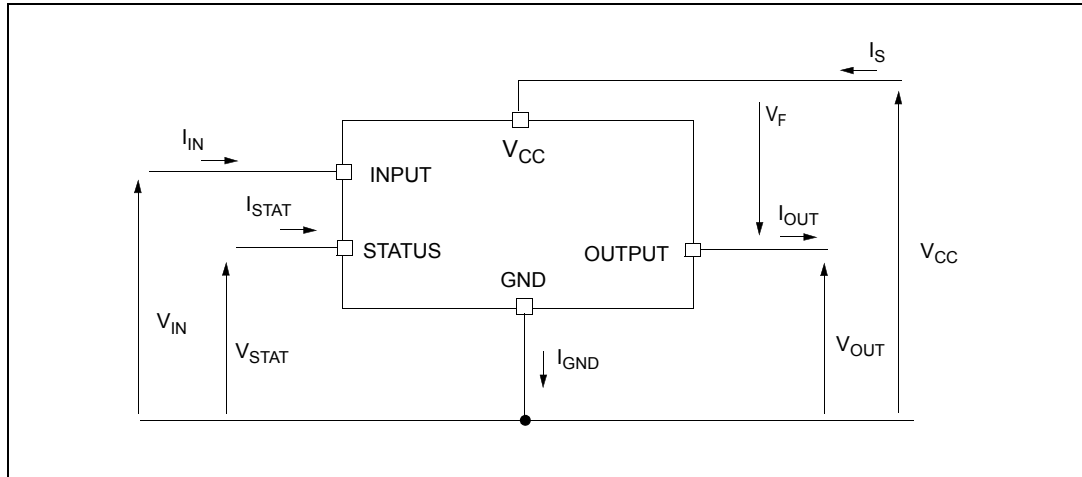 I_S
V_F
V_CC
I_IN
INPUT
I_STAT
I_OUT
STATUS
OUTPUT
V_CC
GND
V_IN
V_STAT
V_OUT
I_GND